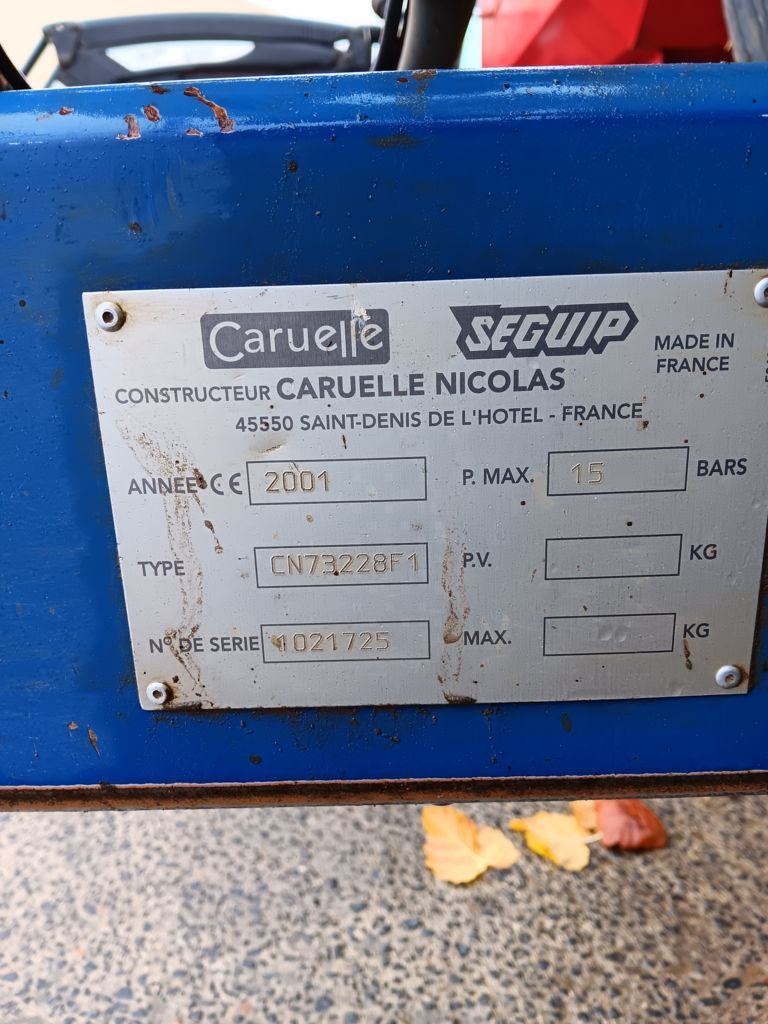 Caruelle SEGUIP MADE IN
FRANCE
CONSTRUCTEUR CARUELLE NICOLAS
45550 SAINT-DENIS DE L'HOTEL - FRANCE
ANNEE CE 2001 P. MAX. 15 BARS
TYPE CN73228F1 P.V. KG
N° DE SERIE 1021725 MAX. KG